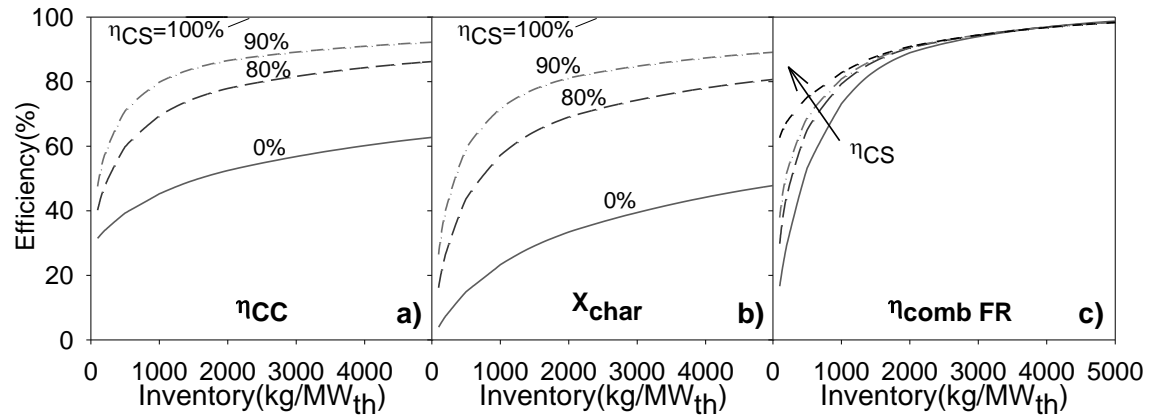 100
80
60
40
20
0
Efficiency(%)
ηCS=100%
90%
80%
0%
ηCC
a)
0 1000 2000 3000 4000
Inventory(kg/MWth)
ηCS=100%
90%
80%
0%
Xchar
b)
0 1000 2000 3000 4000
Inventory(kg/MWth)
ηCS
ηcomb FR
c)
0 1000 2000 3000 4000 5000
Inventory(kg/MWth)